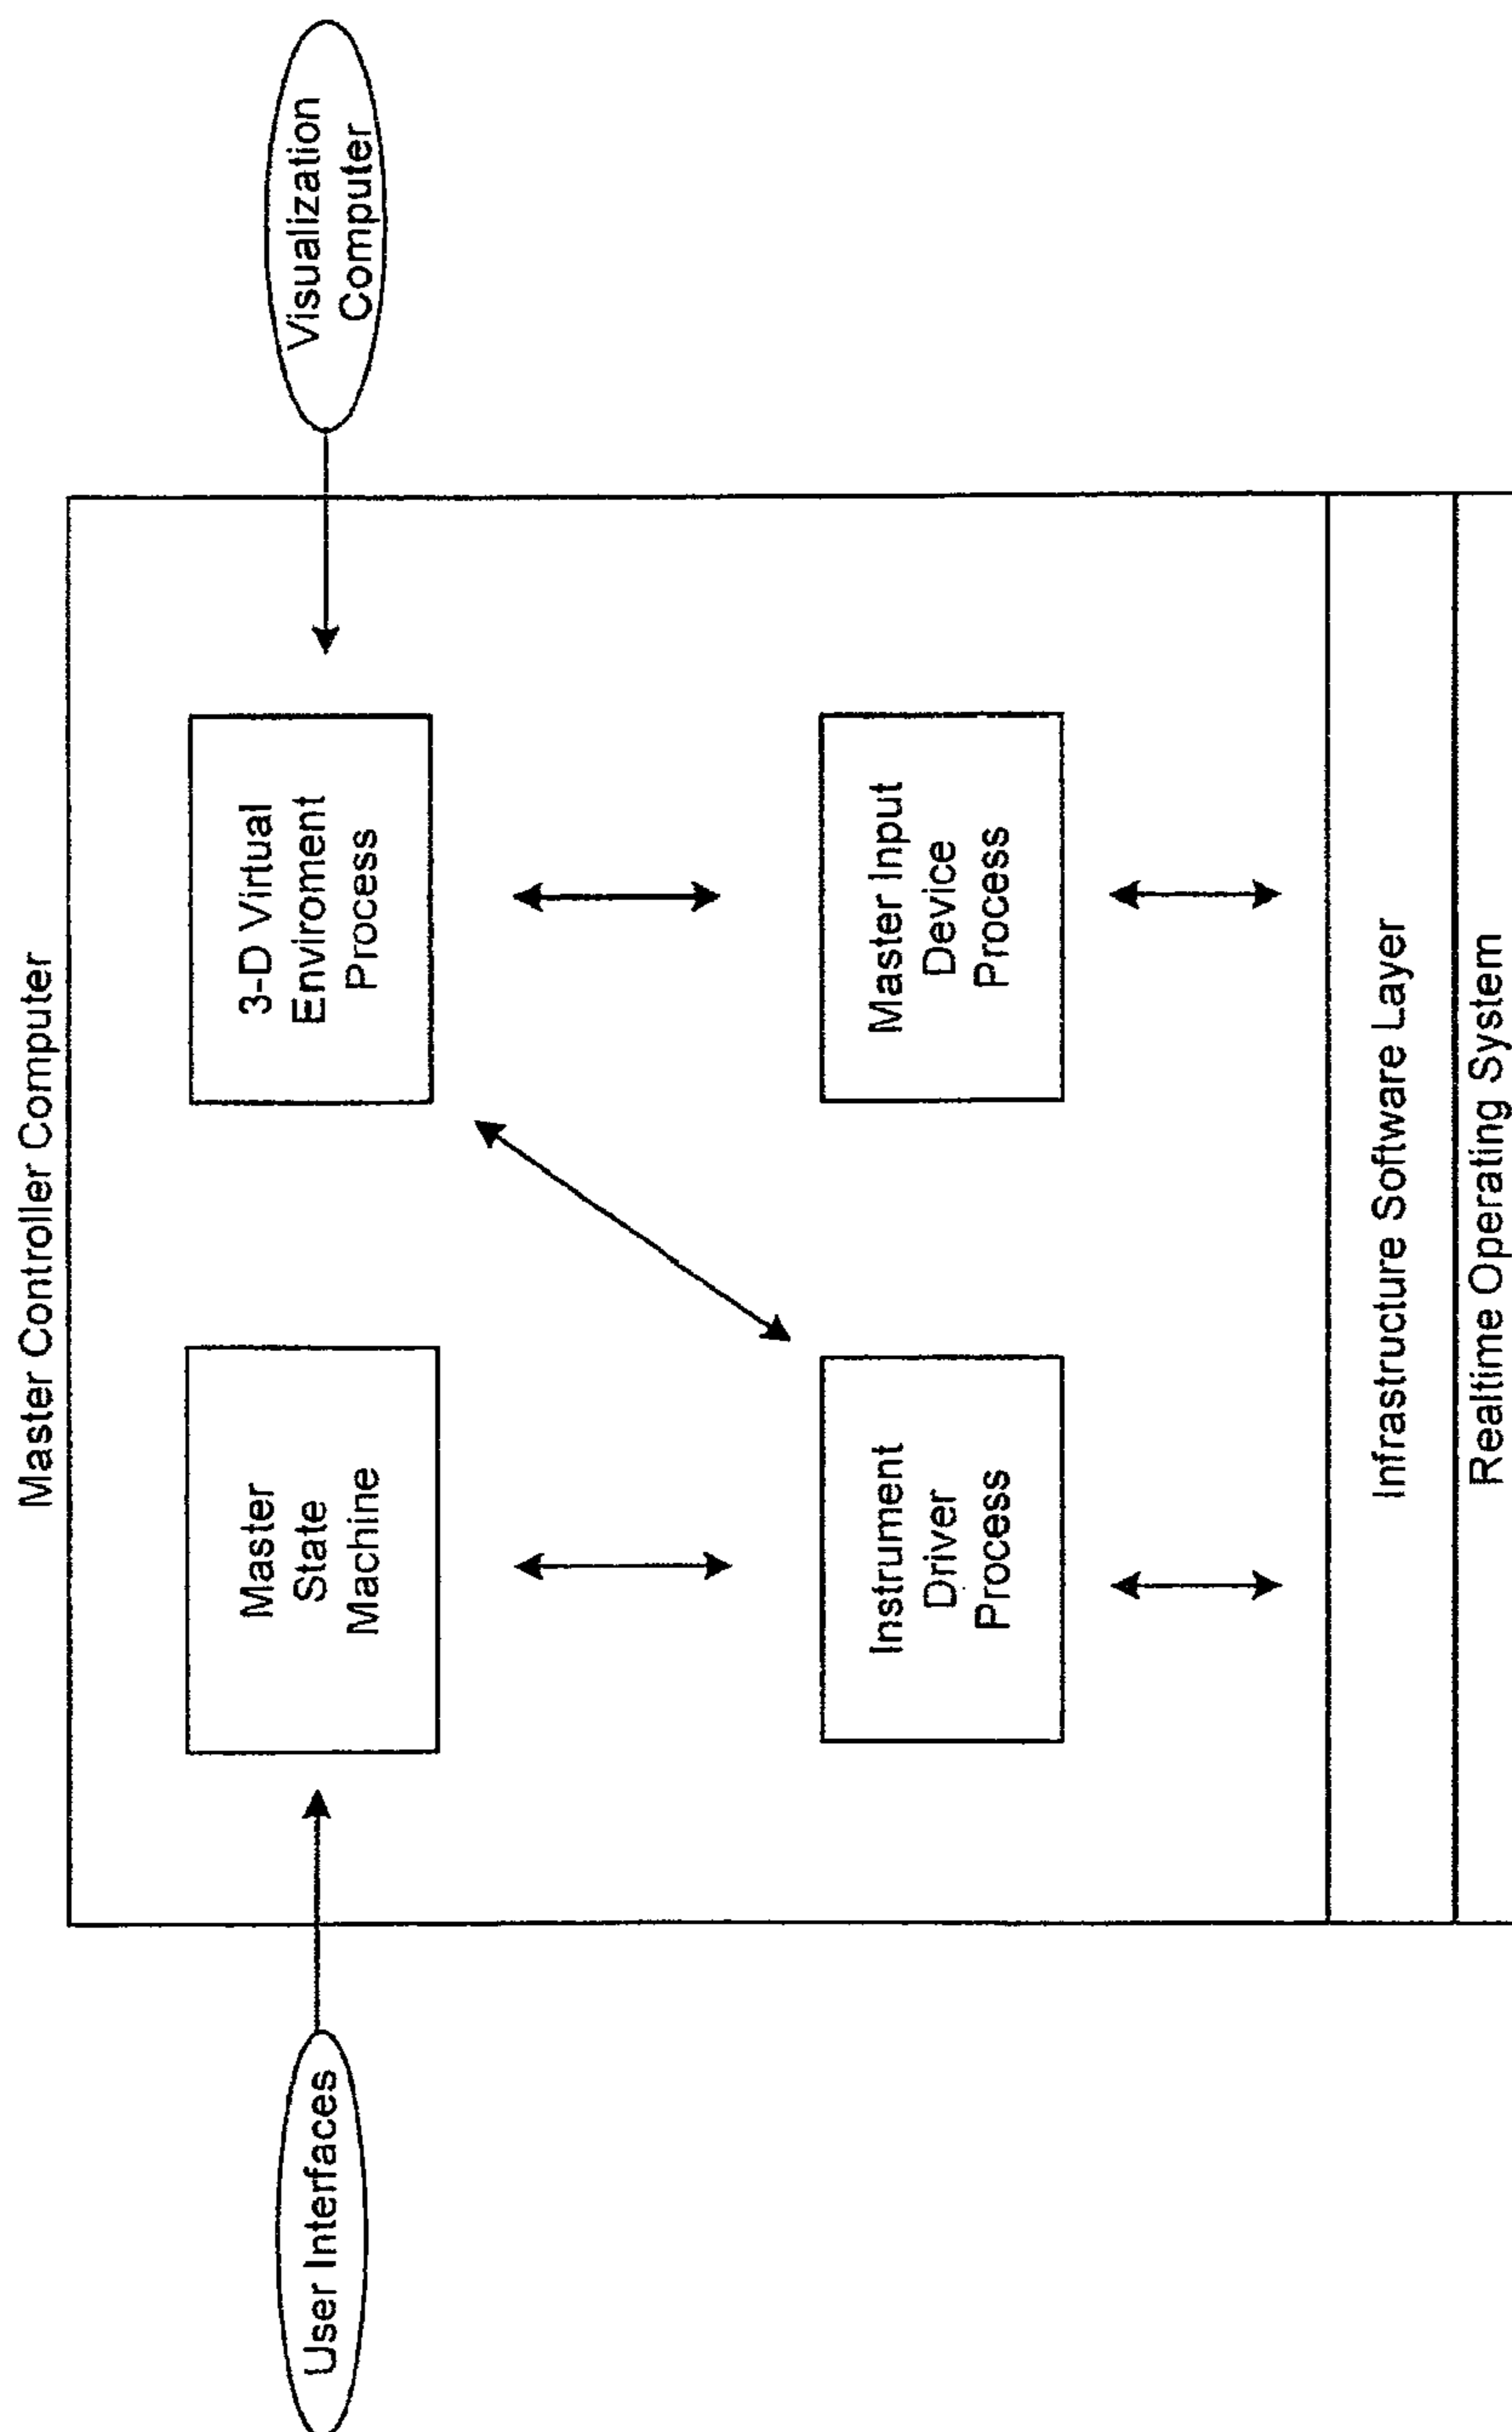 Master Controller Computer
User Interfaces
Master
State
Machine
3-D Virtual
Enviroment
Process
Visualization
Computer
Instrument
Driver
Process
Master Input
Device
Process
Infrastructure Software Layer
Realtime Operating System